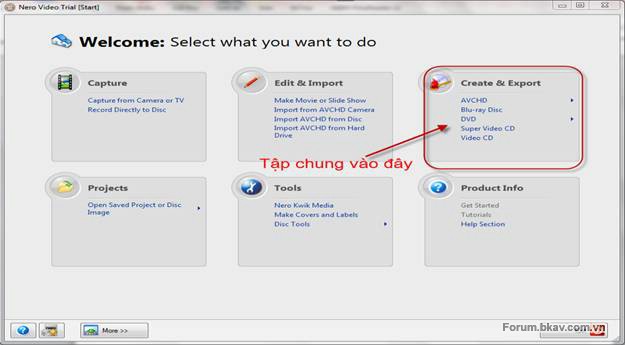 Nero Video Trial [Start]
Welcome: Select what you want to do
Capture
Capture from Camera or TV
Record Directly to Disc
Edit & Import
Make Movie or Slide Show
Import from AVCHD Camera
Import AVCHD from Disc
Import AVCHD from Hard
Drive
Create & Export
AVCHD
Blu-ray Disc
DVD
Super Video CD
Video CD
Tập chung vào đây
Projects
Open Saved Project or Disc
Image
Tools
Nero Kwik Media
Make Covers and Labels
Disc Tools
Product Info
Get Started
Tutorials
Help Section
More >>
Forum.bkav.com.vn